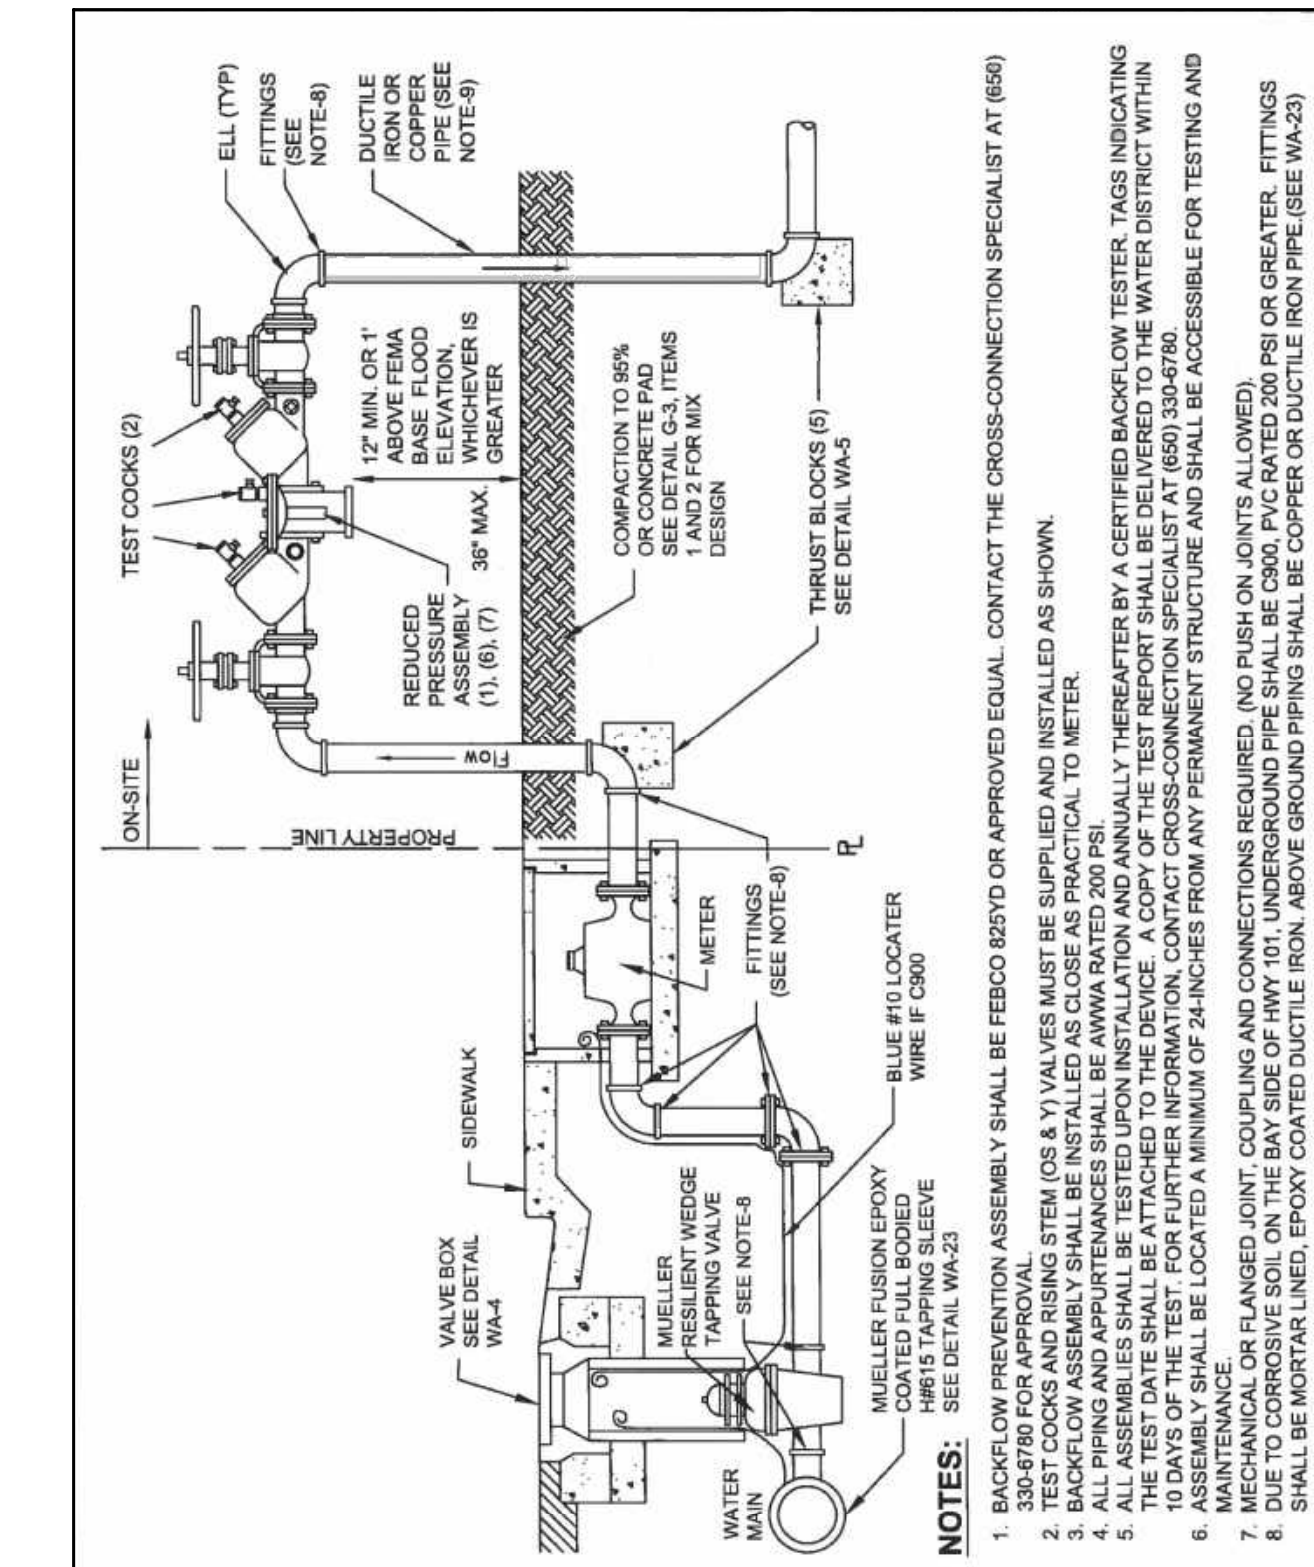 ON-SITE
PROPERTY LINE
PL
TEST COCKS (2)
ELL (TYP)
FITTINGS
(SEE
NOTE-8)
DUCTILE
IRON OR
COPPER
PIPE (SEE
NOTE-9)
REDUCED
PRESSURE
ASSEMBLY
(1), (6), (7)
36" MAX.
12" MIN. OR 1'
ABOVE FEMA
BASE FLOOD
ELEVATION,
WHICHEVER IS
GREATER
Flow
COMPACTION TO 95%
OR CONCRETE PAD
SEE DETAIL G-3, ITEMS
1 AND 2 FOR MIX
DESIGN
THRUST BLOCKS (5)
SEE DETAIL WA-5
VALVE BOX
SEE DETAIL
WA-4
SIDEWALK
METER
FITTINGS
(SEE NOTE-8)
MUELLER
RESILIENT WEDGE
TAPPING VALVE
SEE NOTE-8
BLUE #10 LOCATER
WIRE IF C900
WATER
MAIN
MUELLER FUSION EPOXY
COATED FULL BODIED
H#615 TAPPING SLEEVE
SEE DETAIL WA-23
NOTES:
1. BACKFLOW PREVENTION ASSEMBLY SHALL BE FEBCO 825YD OR APPROVED EQUAL. CONTACT THE CROSS-CONNECTION SPECIALIST AT (650)
330-6780 FOR APPROVAL.
2. TEST COCKS AND RISING STEM (OS & Y) VALVES MUST BE SUPPLIED AND INSTALLED AS SHOWN.
3. BACKFLOW ASSEMBLY SHALL BE INSTALLED AS CLOSE AS PRACTICAL TO METER.
4. ALL PIPING AND APPURTENANCES SHALL BE AWWA RATED 200 PSI.
5. ALL ASSEMBLIES SHALL BE TESTED UPON INSTALLATION AND ANNUALLY THEREAFTER BY A CERTIFIED BACKFLOW TESTER. TAGS INDICATING
THE TEST DATE SHALL BE ATTACHED TO THE DEVICE. A COPY OF THE TEST REPORT SHALL BE DELIVERED TO THE WATER DISTRICT WITHIN
10 DAYS OF THE TEST. FOR FURTHER INFORMATION, CONTACT CROSS-CONNECTION SPECIALIST AT (650) 330-6780.
6. ASSEMBLY SHALL BE LOCATED A MINIMUM OF 24-INCHES FROM ANY PERMANENT STRUCTURE AND SHALL BE ACCESSIBLE FOR TESTING AND
MAINTENANCE.
7. MECHANICAL OR FLANGED JOINT, COUPLING AND CONNECTIONS REQUIRED. (NO PUSH ON JOINTS ALLOWED).
8. DUE TO CORROSIVE SOIL ON THE BAY SIDE OF HWY 101, UNDERGROUND PIPE SHALL BE C900, PVC RATED 200 PSI OR GREATER. FITTINGS
SHALL BE MORTAR LINED, EPOXY COATED DUCTILE IRON. ABOVE GROUND PIPING SHALL BE COPPER OR DUCTILE IRON PIPE.(SEE WA-23)